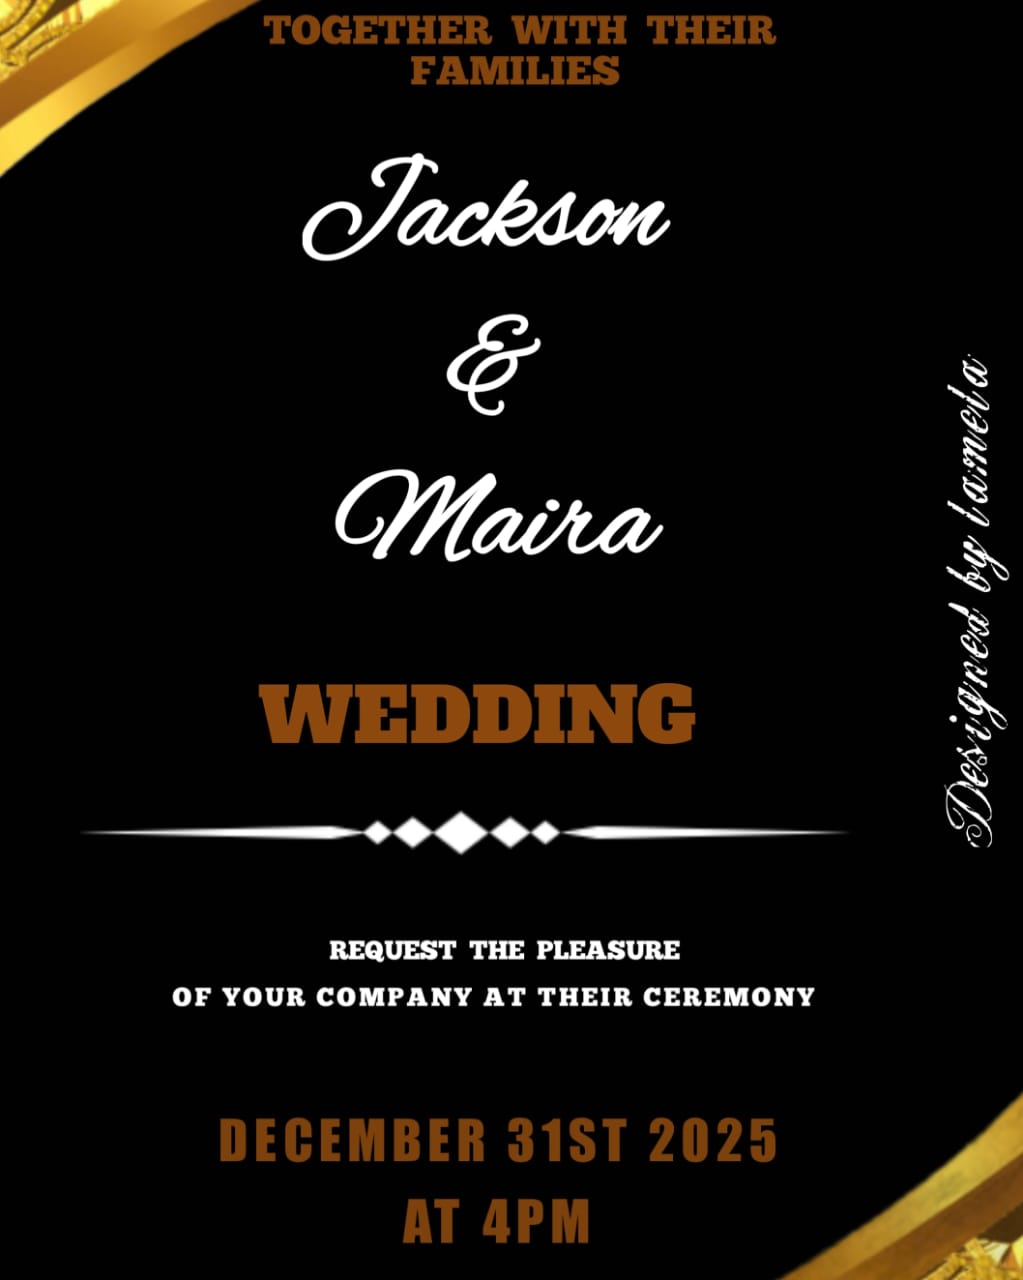 TOGETHER WITH THEIR
FAMILIES
Jackson
&
Maira
WEDDING
REQUEST THE PLEASURE
OF YOUR COMPANY AT THEIR CEREMONY
DECEMBER 31ST 2025
AT 4PM
Designed by lamela